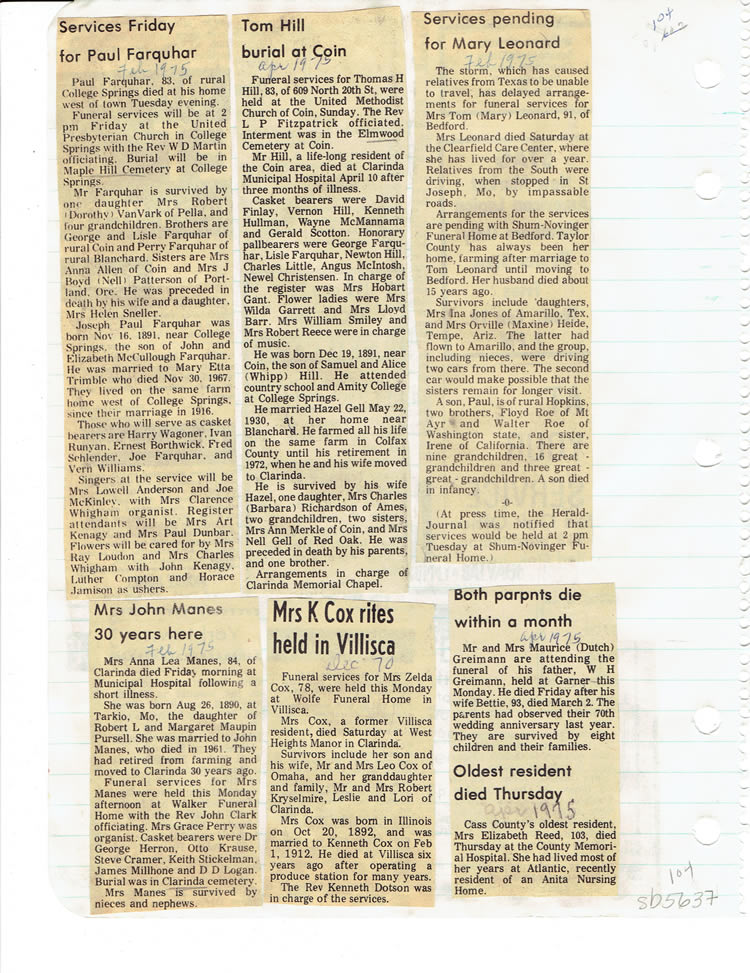 104
Services Friday
for Paul Farquhar
Feb 1975
Paul Farquhar, 83, of rural
College Springs died at his home
west of town Tuesday evening.
Funeral services will be at 2
pm Friday at the United
Presbyterian Church in College
Springs with the Rev W D Martin
officiating. Burial will be in
Maple Hill Cemetery at College
Springs.
Mr Farquhar is survived by
one daughter Mrs Robert
(Dorothy) VanVark of Pella, and
four grandchildren. Brothers are
George and Lisle Farquhar of
rural Coin and Perry Farquhar of
rural Blanchard. Sisters are Mrs
Anna Allen of Coin and Mrs J
Boyd (Nell) Patterson of Port-
land, Ore. He was preceded in
death by his wife and a daughter,
Mrs Helen Sneller.
Joseph Paul Farquhar was
born Nov 16, 1891, near College
Springs, the son of John and
Elizabeth McCullough Farquhar.
He was married to Mary Etta
Trimble who died Nov 30, 1967.
They lived on the same farm
home west of College Springs,
since their marriage in 1916.
Those who will serve as casket
bearers are Harry Wagoner, Ivan
Runyan, Ernest Borthwick, Fred
Sehlender, Joe Farquhar, and
Vern Williams.
Singers at the service will be
Mrs Lowell Anderson and Joe
McKinley, with Mrs Clarence
Whigham organist. Register
attendants will be Mrs Art
Kenagy and Mrs Paul Dunbar.
Flowers will be cared for by Mrs
Ray Loudon and Mrs Charles
Whigham with John Kenagy,
Luther Compton and Horace
Jamison as ushers.
Tom Hill
burial at Coin
apr 1975
Funeral services for Thomas H
Hill, 83, of 609 North 20th St, were
held at the United Methodist
Church of Coin, Sunday. The Rev
L P Fitzpatrick officiated.
Interment was in the Elmwood
Cemetery at Coin.
Mr Hill, a life-long resident of
the Coin area, died at Clarinda
Municipal Hospital April 10 after
three months of illness.
Casket bearers were David
Finlay, Vernon Hill, Kenneth
Hullman, Wayne McMannama
and Gerald Scotton. Honorary
pallbearers were George Farqu-
har, Lisle Farquhar, Newton Hill,
Charles Little, Angus McIntosh,
Newel Christensen. In charge of
the register was Mrs Hobart
Gant. Flower ladies were Mrs
Wilda Garrett and Mrs Lloyd
Barr. Mrs William Smiley and
Mrs Robert Reece were in charge
of music.
He was born Dec 19, 1891, near
Coin, the son of Samuel and Alice
(Whipp) Hill. He attended
country school and Amity College
at College Springs.
He married Hazel Gell May 22,
1930, at her home near
Blanchard. He farmed all his life
on the same farm in Colfax
County until his retirement in
1972, when he and his wife moved
to Clarinda.
He is survived by his wife
Hazel, one daughter, Mrs Charles
(Barbara) Richardson of Ames,
two grandchildren, two sisters,
Mrs Ann Merkle of Coin, and Mrs
Nell Gell of Red Oak. He was
preceded in death by his parents,
and one brother.
Arrangements in charge of
Clarinda Memorial Chapel.
Services pending
for Mary Leonard
Feb 1975
The storm, which has caused
relatives from Texas to be unable
to travel, has delayed arrange-
ments for funeral services for
Mrs Tom (Mary) Leonard, 91, of
Bedford.
Mrs Leonard died Saturday at
the Clearfield Care Center, where
she has lived for over a year.
Relatives from the South were
driving, when stopped in St
Joseph, Mo, by impassable
roads.
Arrangements for the services
are pending with Shum-Novinger
Funeral Home at Bedford. Taylor
County has always been her
home, farming after marriage to
Tom Leonard until moving to
Bedford. Her husband died about
15 years ago.
Survivors include daughters,
Mrs Ina Jones of Amarillo, Tex,
and Mrs Orville (Maxine) Heide,
Tempe, Ariz. The latter had
flown to Amarillo, and the group,
including nieces, were driving
two cars from there. The second
car would make possible that the
sisters remain for longer visit.
A son, Paul, is of rural Hopkins,
two brothers, Floyd Roe of Mt
Ayr and Walter Roe of
Washington state, and sister,
Irene of California. There are
nine grandchildren, 16 great -
grandchildren and three great -
great - grandchildren. A son died
in infancy.
-0-
(At press time, the Herald-
Journal was notified that
services would be held at 2 pm
Tuesday at Shum-Novinger Fu-
neral Home.)
Mrs John Manes
30 years here
Feb 1975
Mrs Anna Lea Manes, 84, of
Clarinda died Friday morning at
Municipal Hospital following a
short illness.
She was born Aug 26, 1890, at
Tarkio, Mo, the daughter of
Robert L and Margaret Maupin
Pursell. She was married to John
Manes, who died in 1961. They
had retired from farming and
moved to Clarinda 30 years ago.
Funeral services for Mrs
Manes were held this Monday
afternoon at Walker Funeral
Home with the Rev John Clark
officiating. Mrs Grace Perry was
organist. Casket bearers were Dr
George Herron, Otto Krause,
Steve Cramer, Keith Stickelman,
James Millhone and D D Logan.
Burial was in Clarinda cemetery.
Mrs Manes is survived by
nieces and nephews.
Mrs K Cox rites
held in Villisca
Dec '70
Funeral services for Mrs Zelda
Cox, 78, were held this Monday
at Wolfe Funeral Home in
Villisca.
Mrs Cox, a former Villisca
resident, died Saturday at West
Heights Manor in Clarinda.
Survivors include her son and
his wife, Mr and Mrs Leo Cox of
Omaha, and her granddaughter
and family, Mr and Mrs Robert
Kryselmire, Leslie and Lori of
Clarinda.
Mrs Cox was born in Illinois
on Oct 20, 1892, and was
married to Kenneth Cox on Feb
1, 1912. He died at Villisca six
years ago after operating a
produce station for many years.
The Rev Kenneth Dotson was
in charge of the services.
Both parpnts die
within a month
apr 1975
Mr and Mrs Maurice (Dutch)
Greimann are attending the
funeral of his father, W H
Greimann, held at Garner this
Monday. He died Friday after his
wife Bettie, 93, died March 2. The
parents had observed their 70th
wedding anniversary last year.
They are survived by eight
children and their families.
Oldest resident
died Thursday
apr 1975
Cass County's oldest resident,
Mrs Elizabeth Reed, 103, died
Thursday at the County Memori-
al Hospital. She had lived most of
her years at Atlantic, recently
resident of an Anita Nursing
Home.
104
sb5637